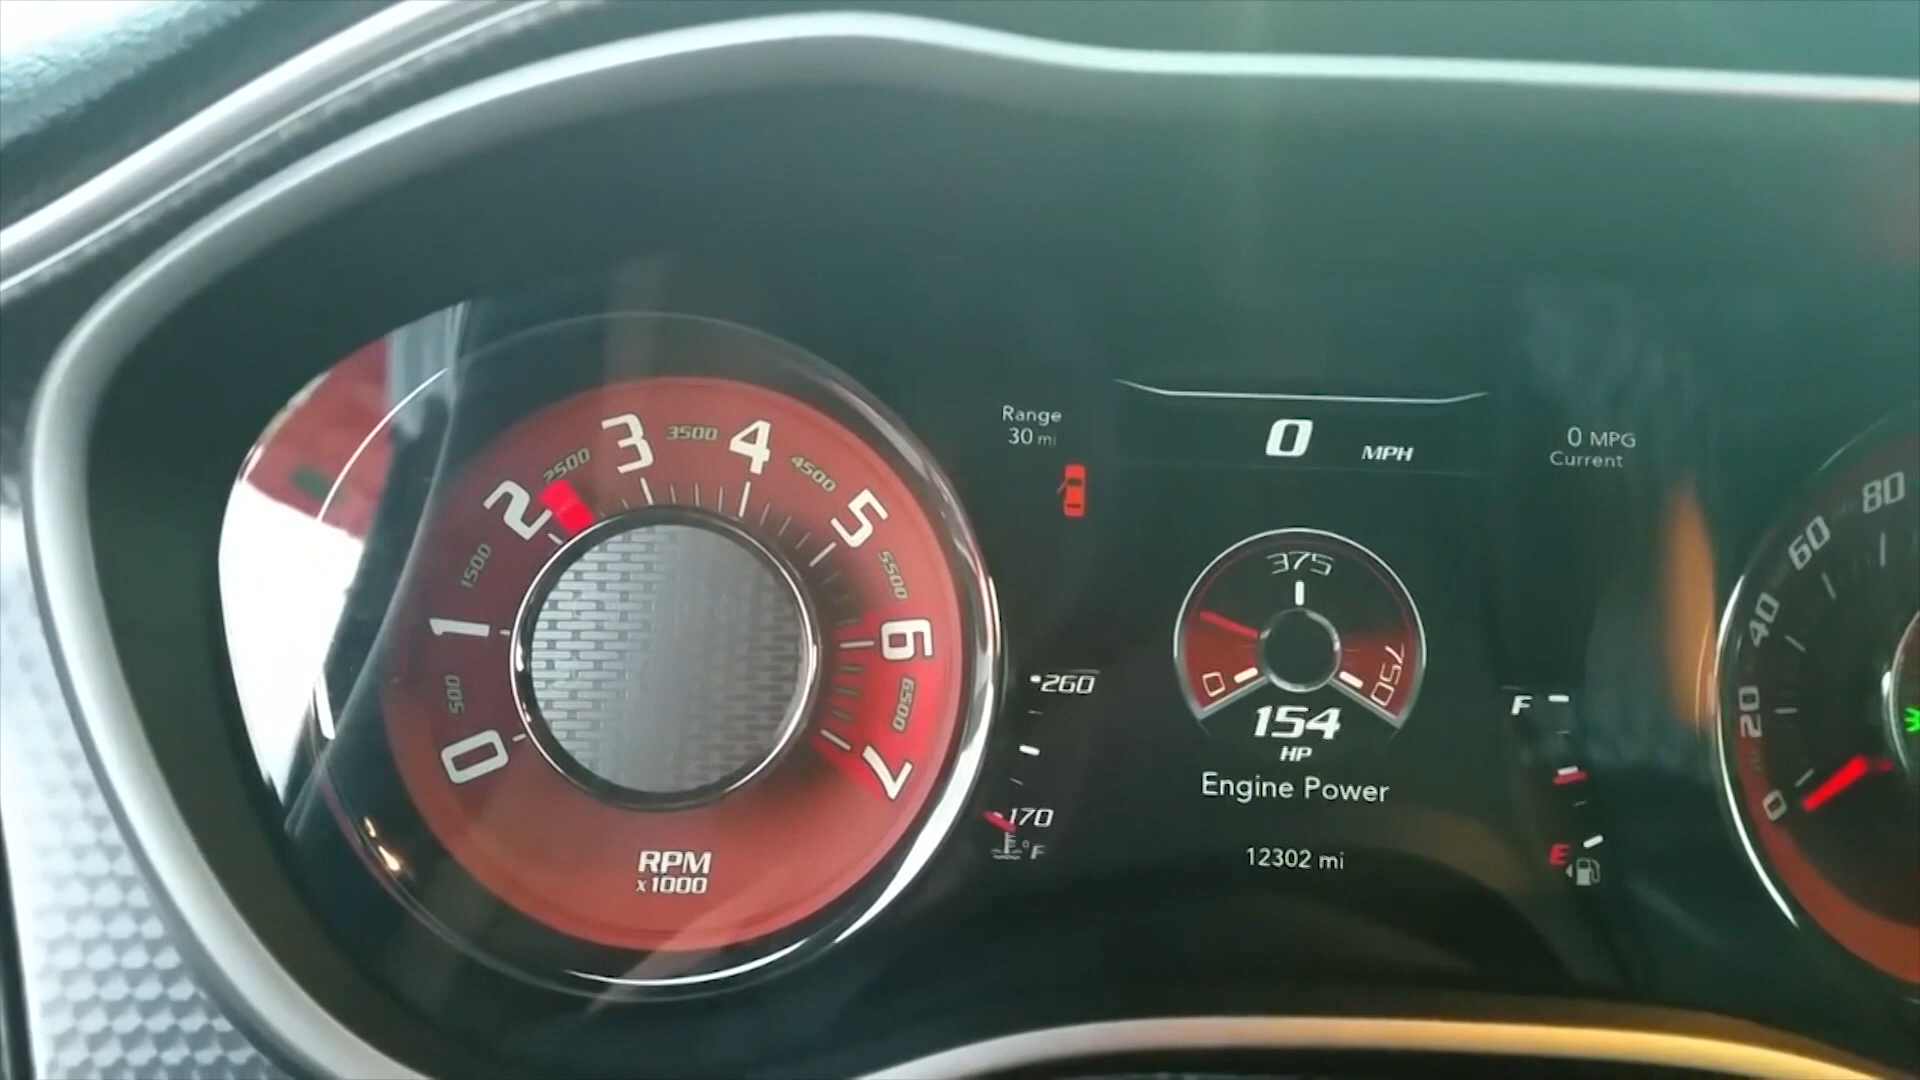 0
500
1
1500
2
2500
3
3500
4
4500
5
5500
6
6500
7
RPM
x1000
Range
30 mi
260
170
°F
0 MPH
375
0
750
154
HP
Engine Power
12302 mi
0 MPG
Current
F
E
0
20
40
60
80